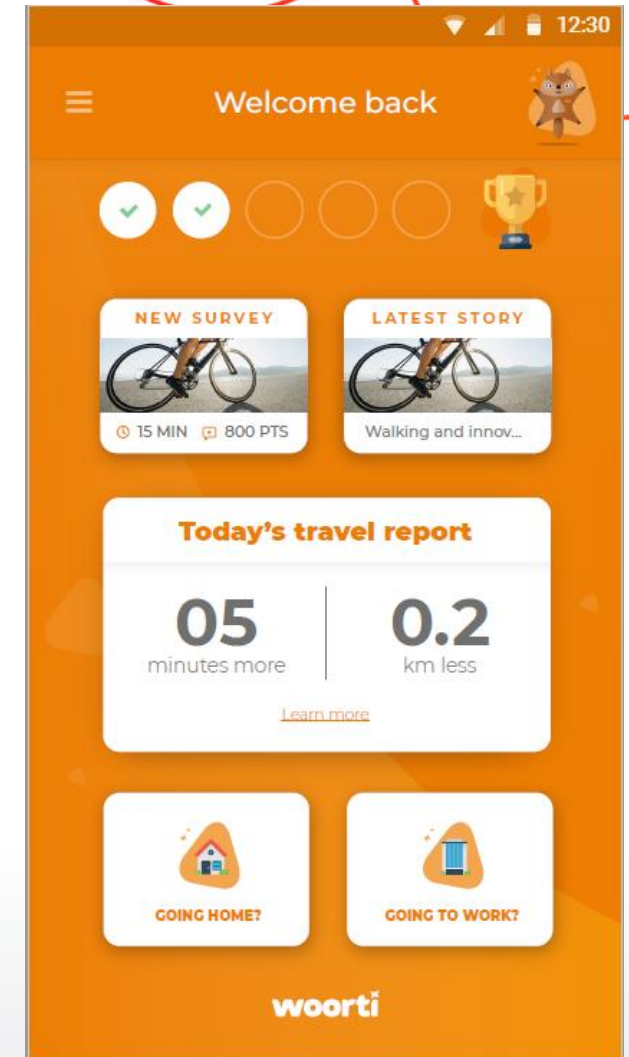 12:30
Welcome back
NEW SURVEY
15 MIN 800 PTS
LATEST STORY
Walking and innov...
Today's travel report
05
minutes more
0.2
km less
Learn more
GOING HOME?
GOING TO WORK?
woorti